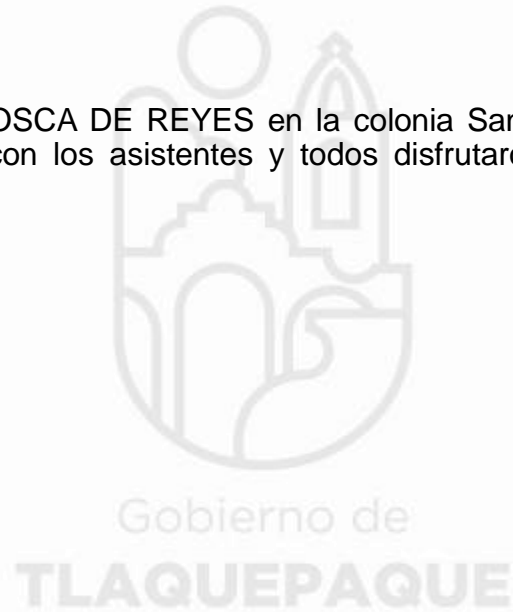 OSCA DE REYES en la colonia San
con los asistentes y todos disfrutaro
Gobierno de
TLAQUEPAQUE